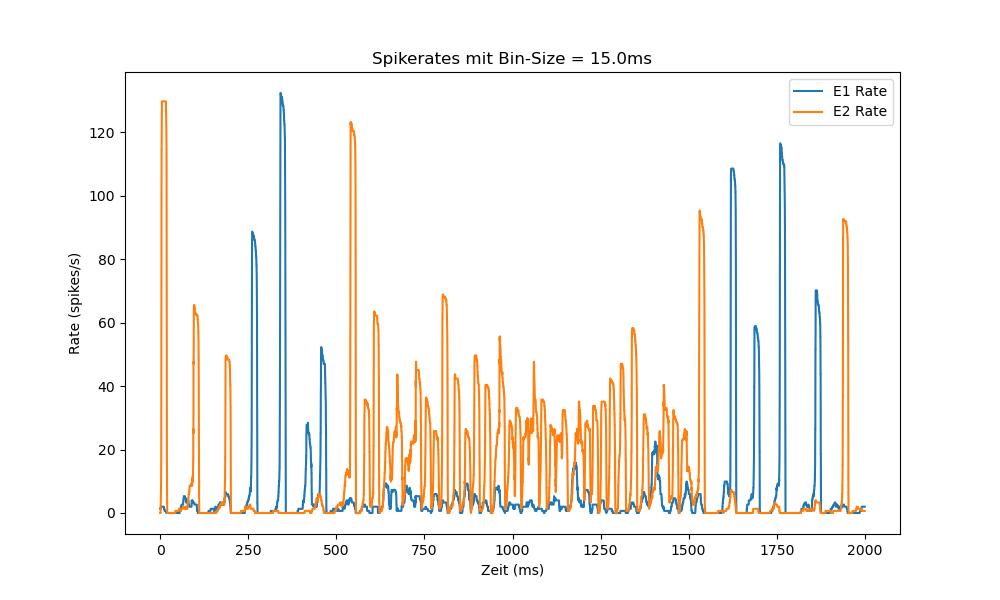 Spikerates mit Bin-Size = 15.0ms
E1 Rate
E2 Rate
Rate (spikes/s)
120
100
80
60
40
20
0
0 250 500 750 1000 1250 1500 1750 2000
Zeit (ms)